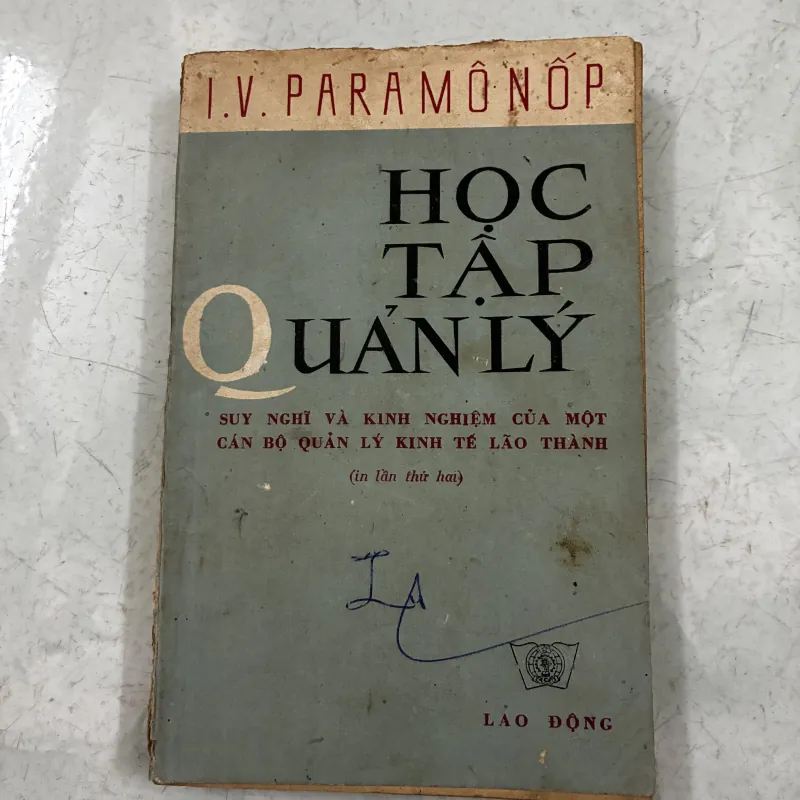 I.V. PARAMÔNỐP
HỌC
TẬP
QUẢN LÝ
SUY NGHĨ VÀ KINH NGHIỆM CỦA MỘT
CÁN BỘ QUẢN LÝ KINH TẾ LÃO THÀNH
(in lần thứ hai)
LAO ĐỘNG